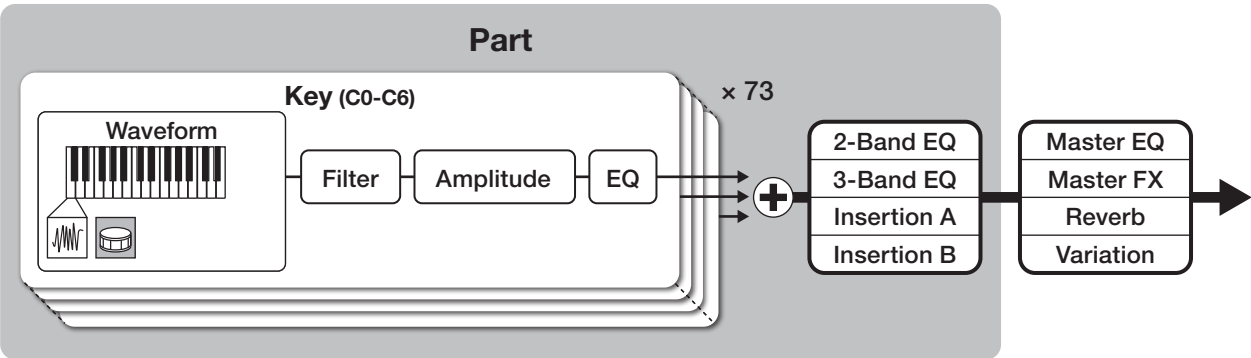 Part
Key (C0-C6)
× 73
Waveform
Filter
Amplitude
EQ
2-Band EQ
3-Band EQ
Insertion A
Insertion B
Master EQ
Master FX
Reverb
Variation